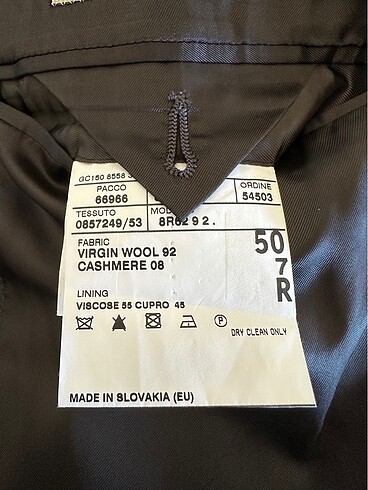 GC150 8558 3
PACCO
ORDINE
66966
54503
TESSUTO
MOD
0857249/53
8R6292.
FABRIC
VIRGIN WOOL 92
CASHMERE 08
50
7
R
LINING
VISCOSE 55 CUPRO 45
P
DRY CLEAN ONLY
MADE IN SLOVAKIA (EU)